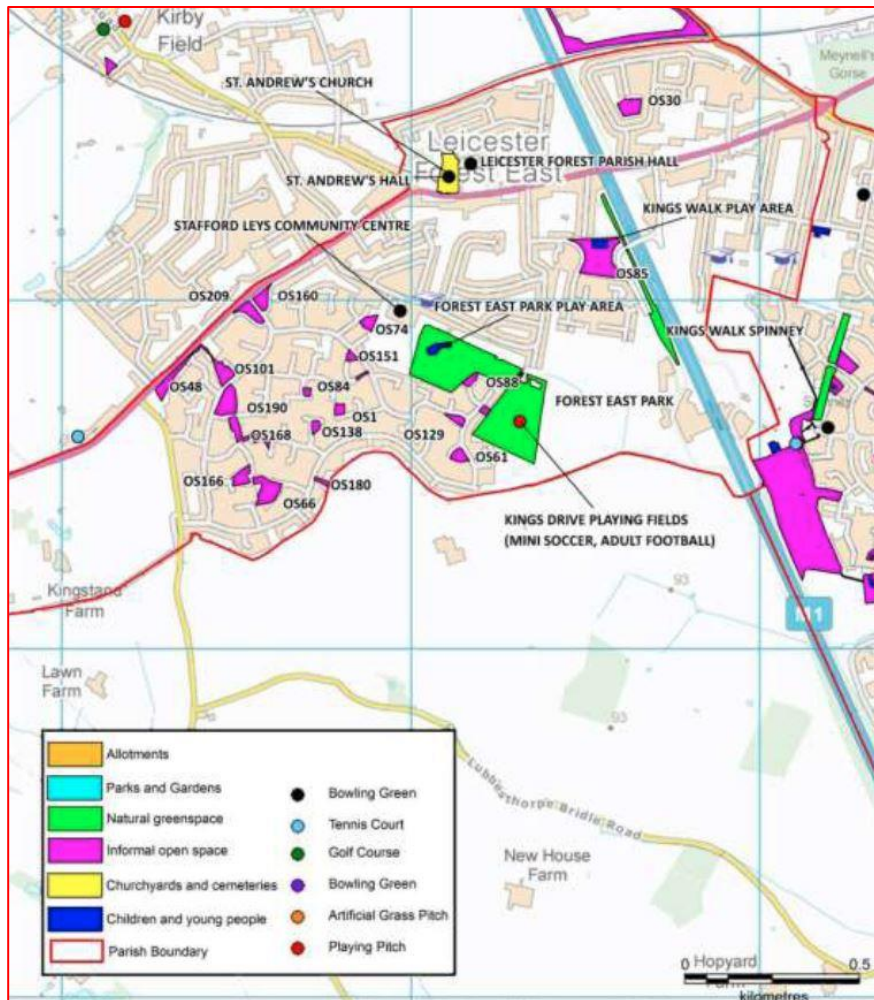 Kirby
Field
Meynell's
Gorse
ST. ANDREW'S CHURCH
OS30
Leicester
Forest East
LEICESTER FOREST PARISH HALL
ST. ANDREW'S HALL
KINGS WALK PLAY AREA
STAFFORD LEYS COMMUNITY CENTRE
OS85
OS209
OS160
FOREST EAST PARK PLAY AREA
OS74
KINGS WALK SPINNEY
OS151
OS101
OS48
OS84
OS88
OS190
OS1
FOREST EAST PARK
OS129
OS138
OS168
OS61
OS166
OS180
OS66
KINGS DRIVE PLAYING FIELDS
(MINI SOCCER, ADULT FOOTBALL)
93
Kingstand
Farm
M1
Lawn
Farm
93
Lubbesthorpe Bridle Road
New House
Farm
Allotments
Parks and Gardens
Natural greenspace
Informal open space
Churchyards and cemeteries
Children and young people
Parish Boundary
Bowling Green
Tennis Court
Golf Course
Bowling Green
Artificial Grass Pitch
Playing Pitch
Hopyard
Farm
0 0.5
kilometres